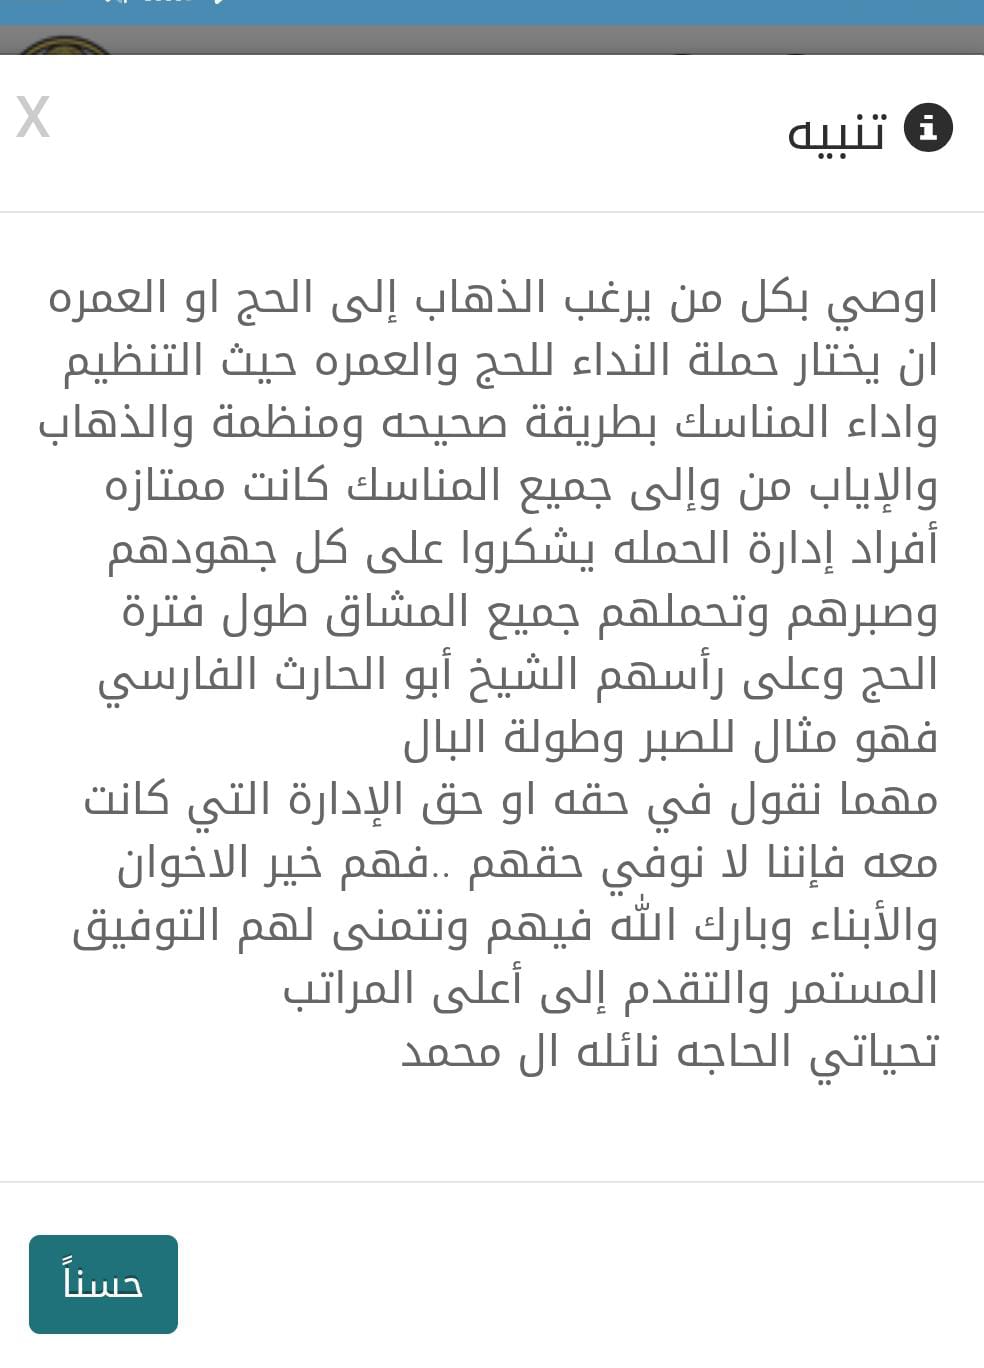 تنبيه
X
اوصي بكل من يرغب الذهاب إلى الحج او العمره
ان يختار حملة النداء للحج والعمره حيث التنظيم
واداء المناسك بطريقة صحيحه ومنظمة والذهاب
والإياب من وإلى جميع المناسك كانت ممتازه
أفراد إدارة الحمله يشكروا على كل جهودهم
وصبرهم وتحملهم جميع المشاق طول فترة
الحج وعلى رأسهم الشيخ أبو الحارث الفارسي
فهو مثال للصبر وطولة البال
مهما نقول في حقه او حق الإدارة التي كانت
معه فإننا لا نوفي حقهم ..فهم خير الاخوان
والأبناء وبارك الله فيهم ونتمنى لهم التوفيق
المستمر والتقدم إلى أعلى المراتب
تحياتي الحاجه نائله ال محمد
حسناً